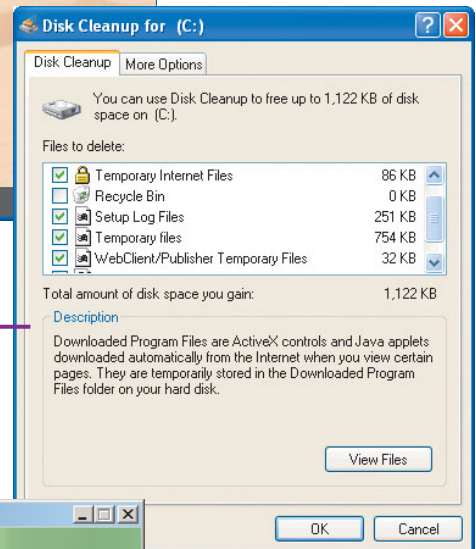 Disk Cleanup for (C:)
Disk Cleanup More Options
You can use Disk Cleanup to free up to 1,122 KB of disk
space on (C:).
Files to delete:
Temporary Internet Files 86 KB
Recycle Bin 0 KB
Setup Log Files 251 KB
Temporary files 754 KB
WebClient/Publisher Temporary Files 32 KB
Total amount of disk space you gain: 1,122 KB
Description
Downloaded Program Files are ActiveX controls and Java applets
downloaded automatically from the Internet when you view certain
pages. They are temporarily stored in the Downloaded Program
Files folder on your hard disk.
View Files
OK Cancel